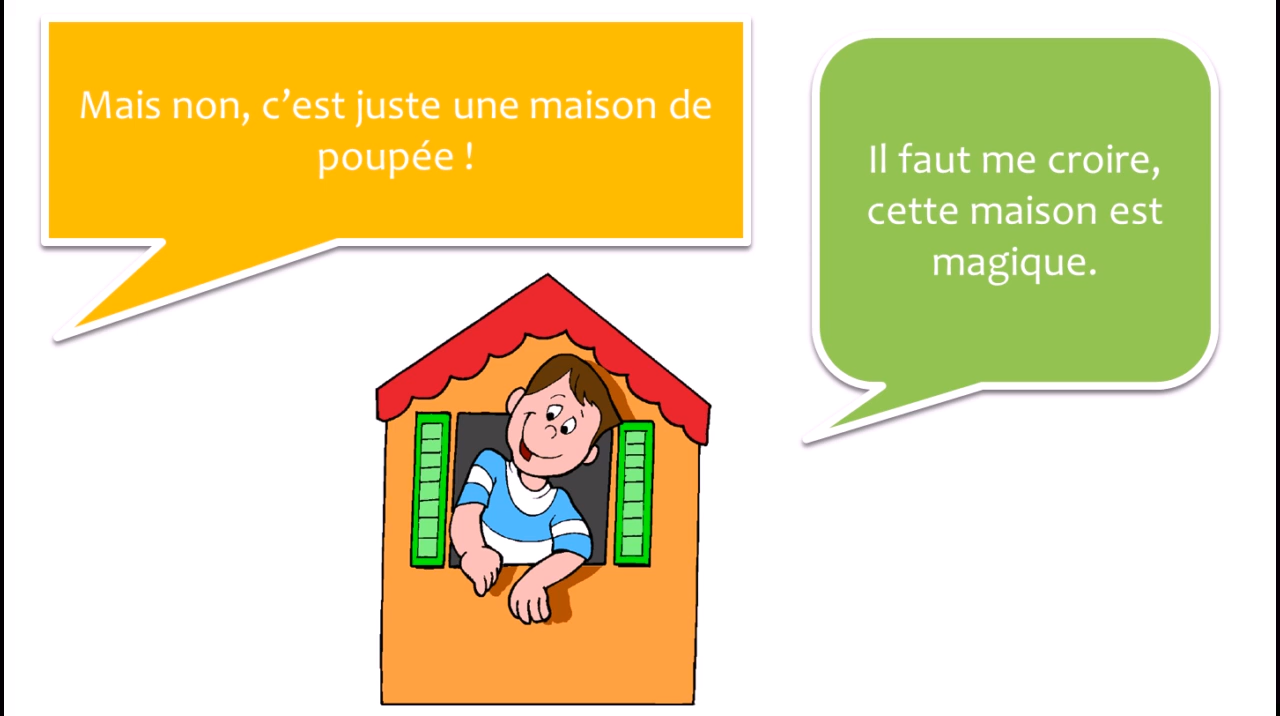 Mais non, c’est juste une maison de
poupée !
Il faut me croire,
cette maison est
magique.